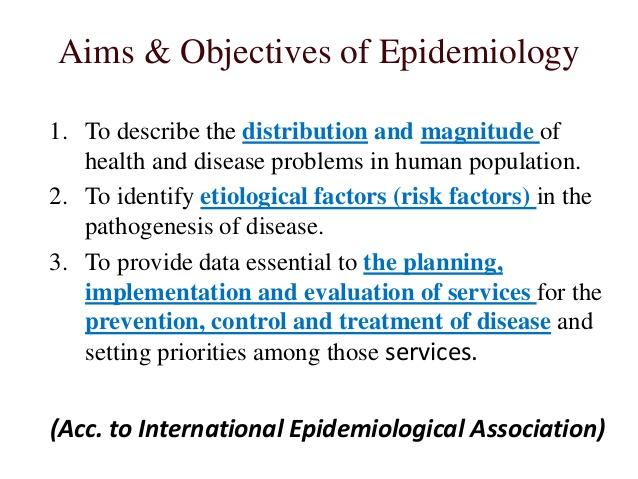 Aims & Objectives of Epidemiology
1. To describe the distribution and magnitude of
health and disease problems in human population.
2. To identify etiological factors (risk factors) in the
pathogenesis of disease.
3. To provide data essential to the planning,
implementation and evaluation of services for the
prevention, control and treatment of disease and
setting priorities among those services.
(Acc. to International Epidemiological Association)